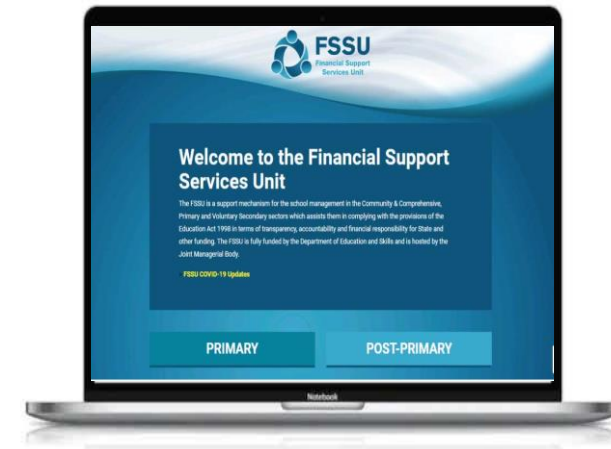 FSSU
Financial Support
Services Unit
Welcome to the Financial Support
Services Unit
The FSSU is a support mechanism for the school management in the Community & Comprehensive,
Primary and Voluntary Secondary sectors which assists them in complying with the provisions of the
Education Act 1998 in terms of transparency, accountability and financial responsibility for State and
other funding. The FSSU is fully funded by the Department of Education and Skills and is hosted by the
Joint Managerial Body.
FSSU COVID-19 Updates
PRIMARY
POST-PRIMARY
Notebook